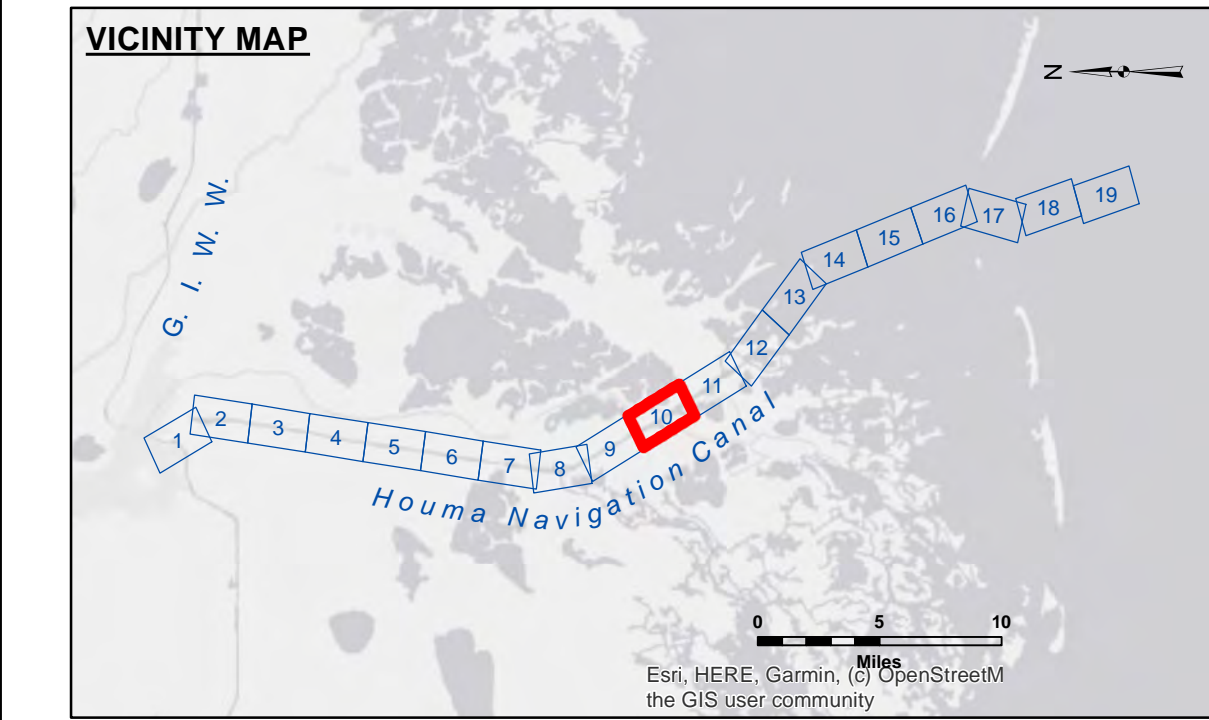 VICINITY MAP
N
G. I. W. W.
1
2
3
4
5
6
7
8
9
10
11
12
13
14
15
16
17
18
19
Houma Navigation Canal
0 5 10
Miles
Esri, HERE, Garmin, (c) OpenStreetM
the GIS user community